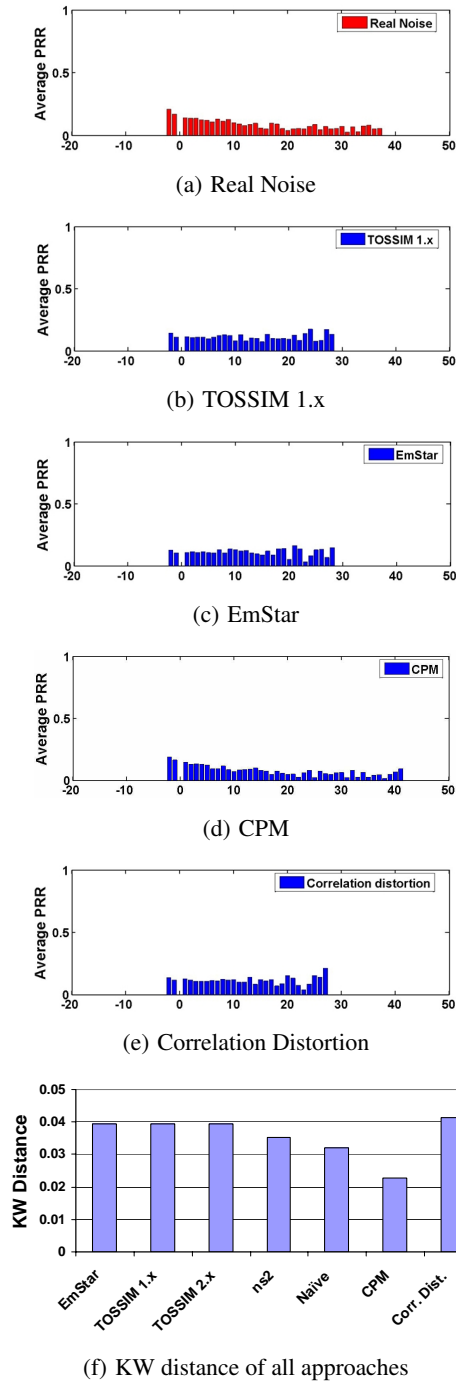 1
Real Noise
Average PRR
0.5
0
-20 -10 0 10 20 30 40 50
(a) Real Noise
1
TOSSIM 1.x
Average PRR
0.5
0
-20 -10 0 10 20 30 40 50
(b) TOSSIM 1.x
1
EmStar
Average PRR
0.5
0
-20 -10 0 10 20 30 40 50
(c) EmStar
1
CPM
Average PRR
0.5
0
-20 -10 0 10 20 30 40 50
(d) CPM
1
Correlation distortion
Average PRR
0.5
0
-20 -10 0 10 20 30 40 50
(e) Correlation Distortion
KW Distance
0.05
0.04
0.03
0.02
0.01
0
EmStar
TOSSIM 1.x
TOSSIM 2.x
ns2
Naïve
CPM
Corr. Dist.
(f) KW distance of all approaches